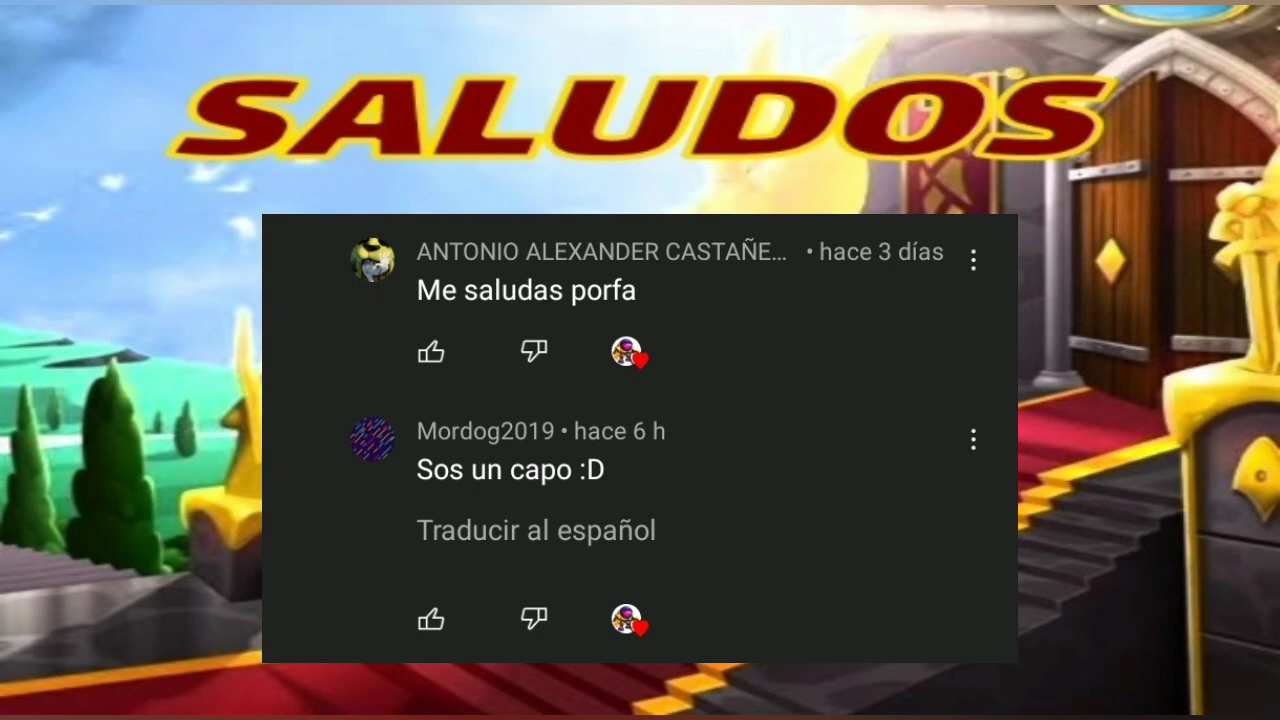 SALUDOS
ANTONIO ALEXANDER CASTAÑE... • hace 3 días
Me saludas porfa
Mordog2019 • hace 6 h
Sos un capo :D
Traducir al español